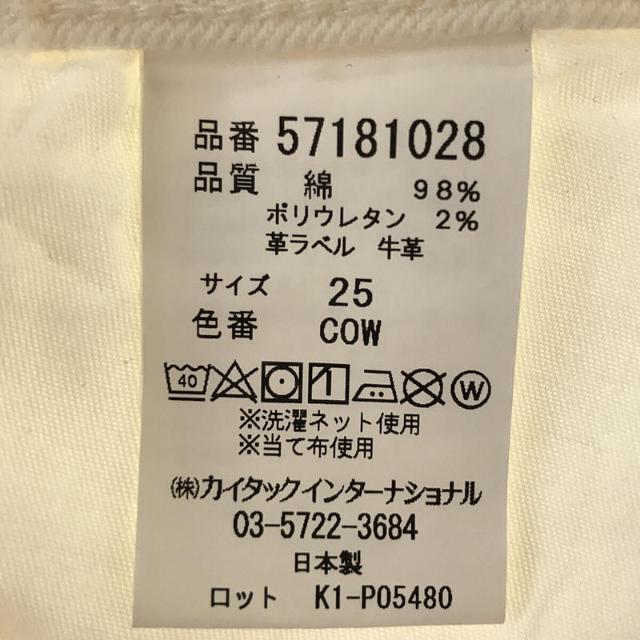 品番 57181028
品質 綿 98%
ポリウレタン 2%
革ラベル 牛革
サイズ 25
色番 COW
40 W
※洗濯ネット使用
※当て布使用
㈱カイタックインターナショナル
03-5722-3684
日本製
ロット K1-P05480